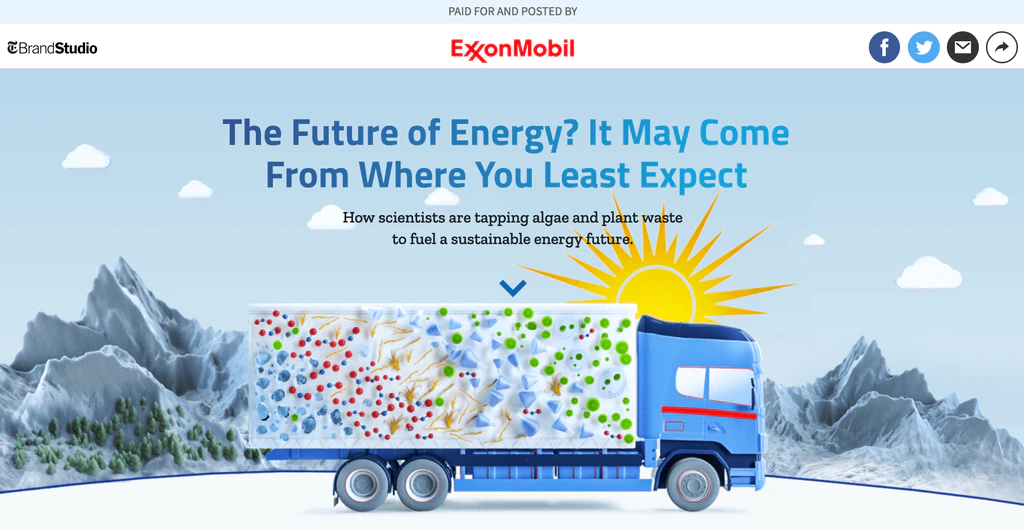 PAID FOR AND POSTED BY
T BrandStudio
ExxonMobil
f
The Future of Energy? It May Come
From Where You Least Expect
How scientists are tapping algae and plant waste
to fuel a sustainable energy future.